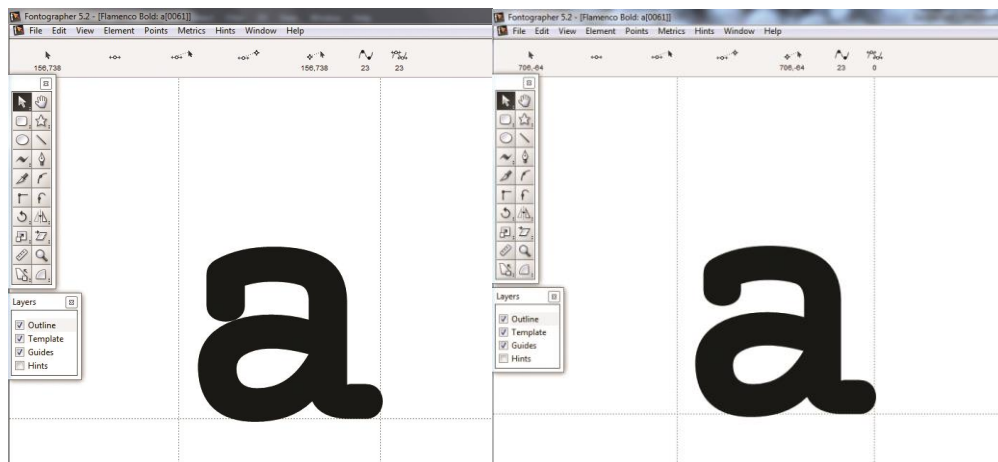 Fontographer 5.2 - [Flamenco Bold: a[0061]]
File Edit View Element Points Metrics Hints Window Help
156,738 156,738 23 23
Layers
Outline
Template
Guides
Hints
a
Fontographer 5.2 - [Flamenco Bold: a[0061]]
File Edit View Element Points Metrics Hints Window Help
706,-64 706,-64 23 0
Layers
Outline
Template
Guides
Hints
a